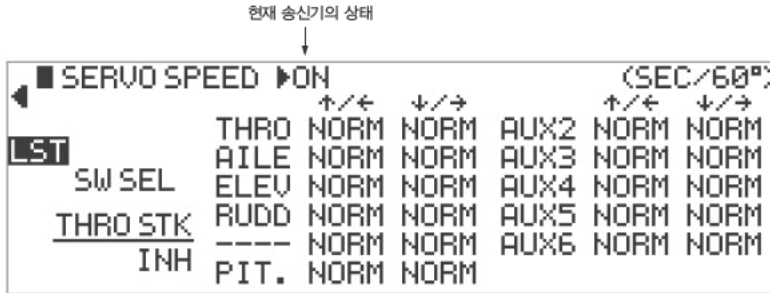 현재 송신기의 상태
■ SERVO SPEED ▶ON (SEC/60°)
↑/← ↓/→ ↑/← ↓/→
THRO NORM NORM AUX2 NORM NORM
LST AILE NORM NORM AUX3 NORM NORM
SW SEL ELEV NORM NORM AUX4 NORM NORM
THRO STK RUDD NORM NORM AUX5 NORM NORM
---- NORM NORM AUX6 NORM NORM
INH PIT. NORM NORM